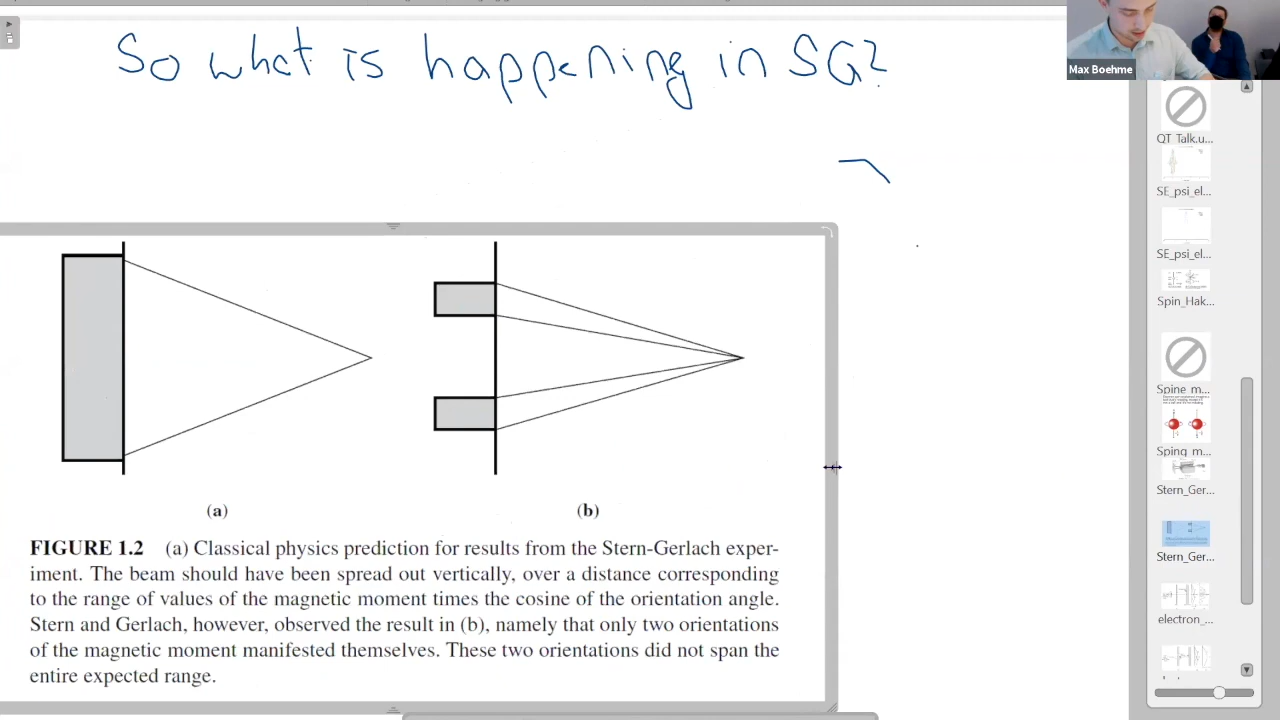 So what is happening in SG?
Max Boehme
QT_Talk.u...
SE_psi_el...
SE_psi_el...
Spin_Hak...
Spine_m...
Sping_m...
Stern_Ger...
Stern_Ger...
electron_...
(a)
(b)
FIGURE 1.2 (a) Classical physics prediction for results from the Stern-Gerlach exper-
iment. The beam should have been spread out vertically, over a distance corresponding
to the range of values of the magnetic moment times the cosine of the orientation angle.
Stern and Gerlach, however, observed the result in (b), namely that only two orientations
of the magnetic moment manifested themselves. These two orientations did not span the
entire expected range.